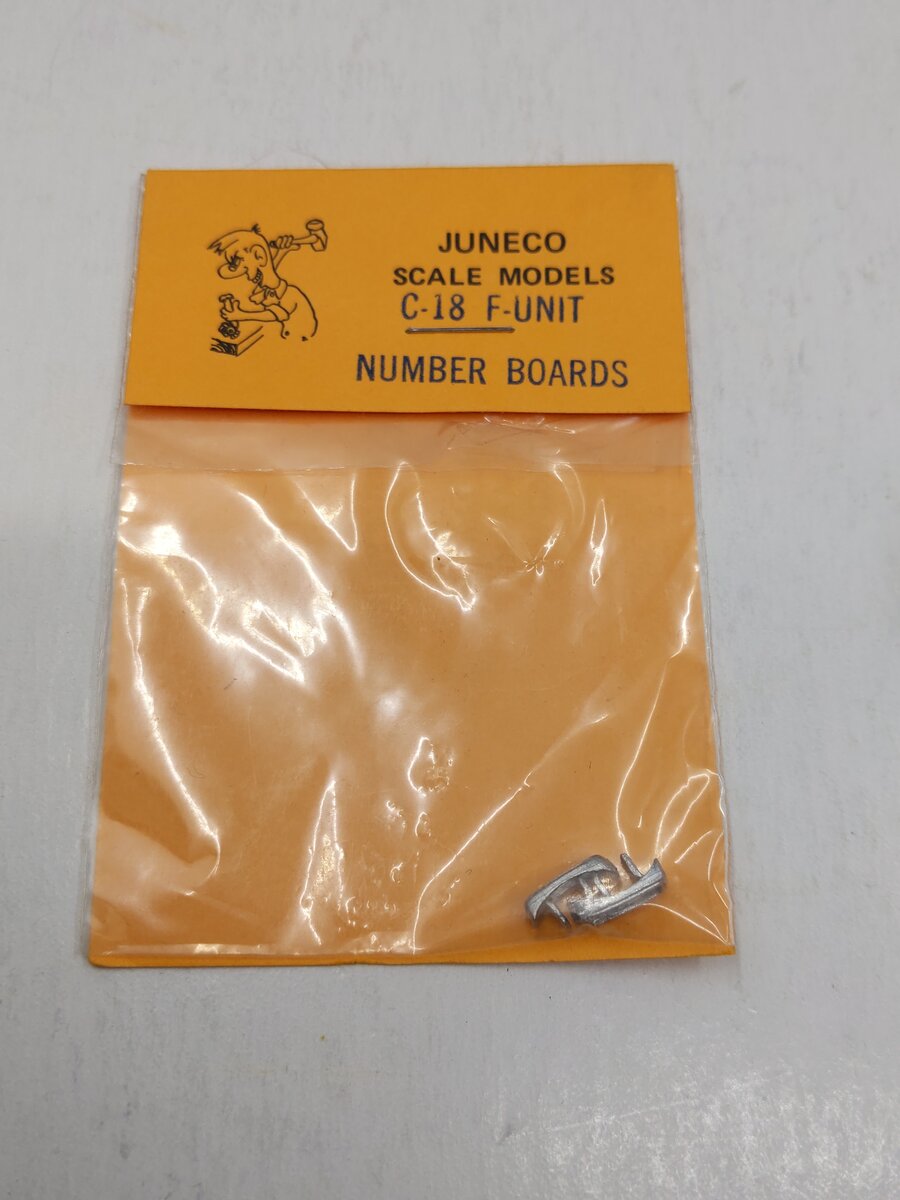 JUNECO
SCALE MODELS
C-18 F-UNIT
NUMBER BOARDS